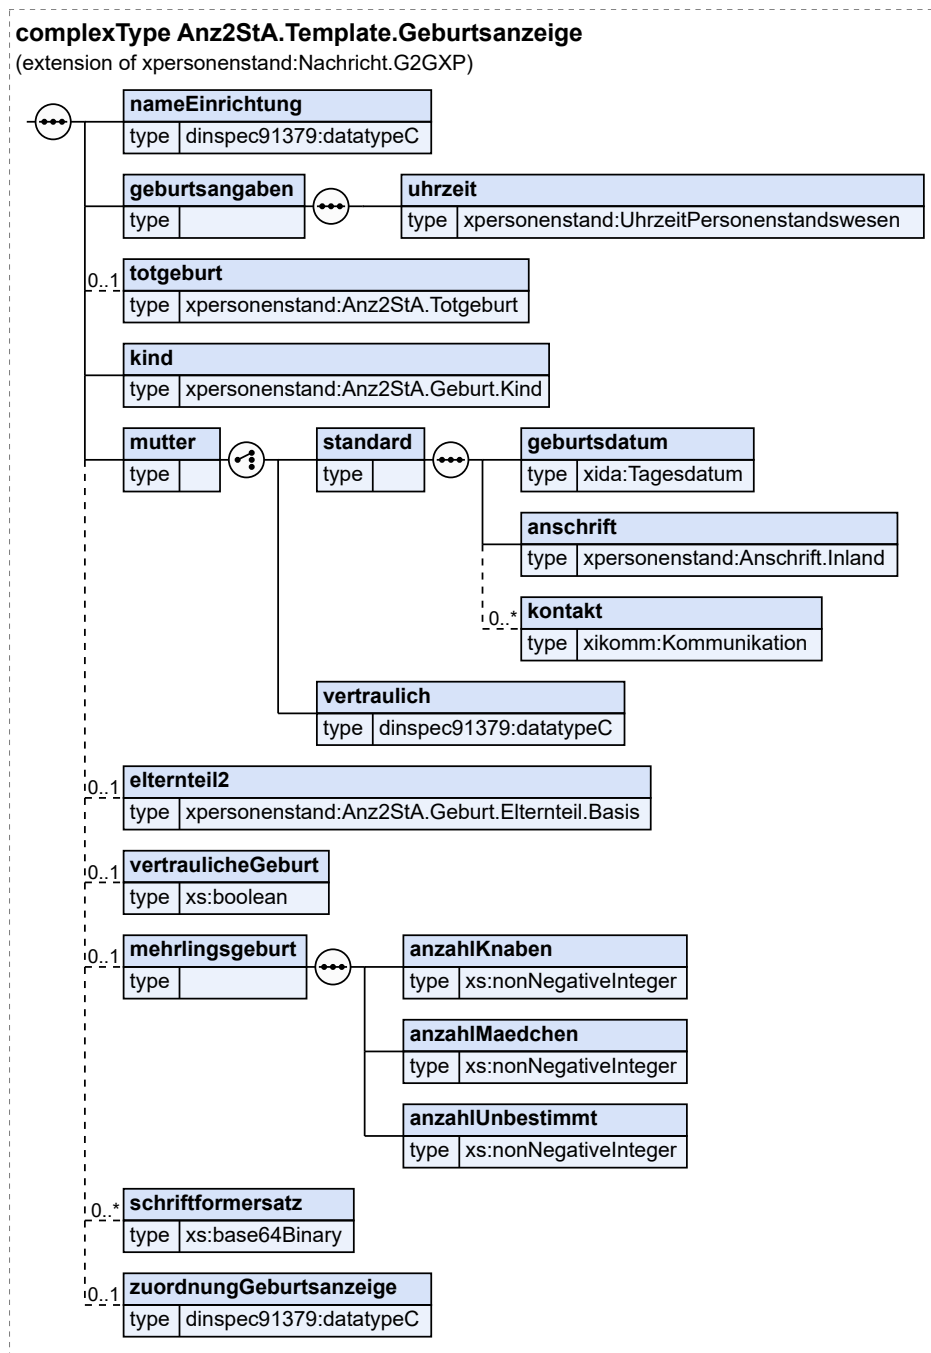 complexType Anz2StA.Template.Geburtsanzeige
(extension of xpersonenstand:Nachricht.G2GXP)
nameEinrichtung
type dinspec91379:datatypeC
geburtsangaben
type
uhrzeit
type xpersonenstand:UhrzeitPersonenstandswesen
0..1
totgeburt
type xpersonenstand:Anz2StA.Totgeburt
kind
type xpersonenstand:Anz2StA.Geburt.Kind
mutter
type
standard
type
geburtsdatum
type xida:Tagesdatum
anschrift
type xpersonenstand:Anschrift.Inland
0..*
kontakt
type xikomm:Kommunikation
vertraulich
type dinspec91379:datatypeC
0..1
elternteil2
type xpersonenstand:Anz2StA.Geburt.Elternteil.Basis
0..1
vertraulicheGeburt
type xs:boolean
0..1
mehrlingsgeburt
type
anzahlKnaben
type xs:nonNegativeInteger
anzahlMaedchen
type xs:nonNegativeInteger
anzahlUnbestimmt
type xs:nonNegativeInteger
0..*
schriftformersatz
type xs:base64Binary
0..1
zuordnungGeburtsanzeige
type dinspec91379:datatypeC